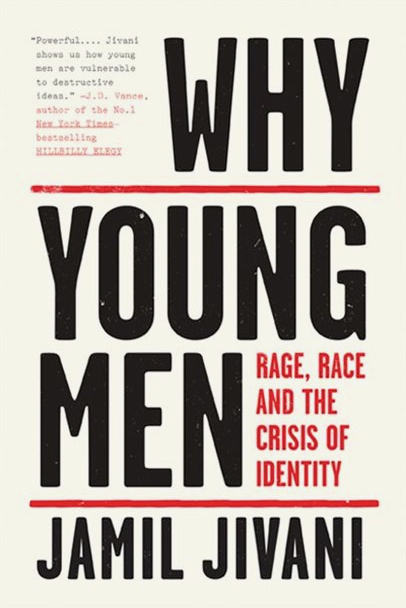 “Powerful.... Jivani
shows us how young
men are vulnerable
to destructive
ideas.” —J.D. Vance,
author of the No.1
New York Times–
bestselling
HILLBILLY ELEGY
WHY
YOUNG
MEN
RAGE, RACE
AND THE
CRISIS OF
IDENTITY
JAMIL JIVANI